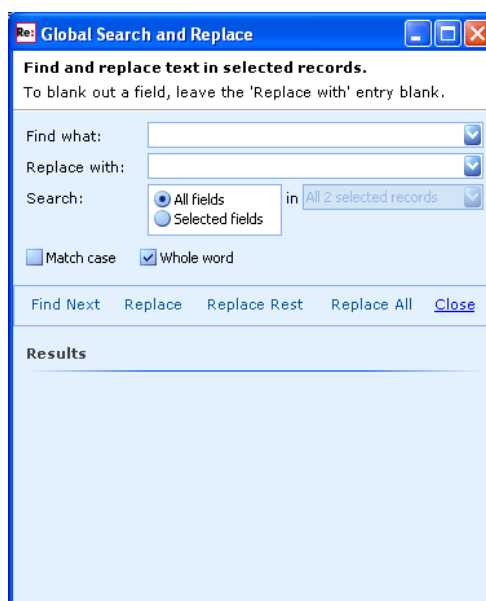 Re: Global Search and Replace
Find and replace text in selected records.
To blank out a field, leave the 'Replace with' entry blank.
Find what:
Replace with:
Search: All fields in All 2 selected records
Selected fields
Match case Whole word
Find Next Replace Replace Rest Replace All Close
Results